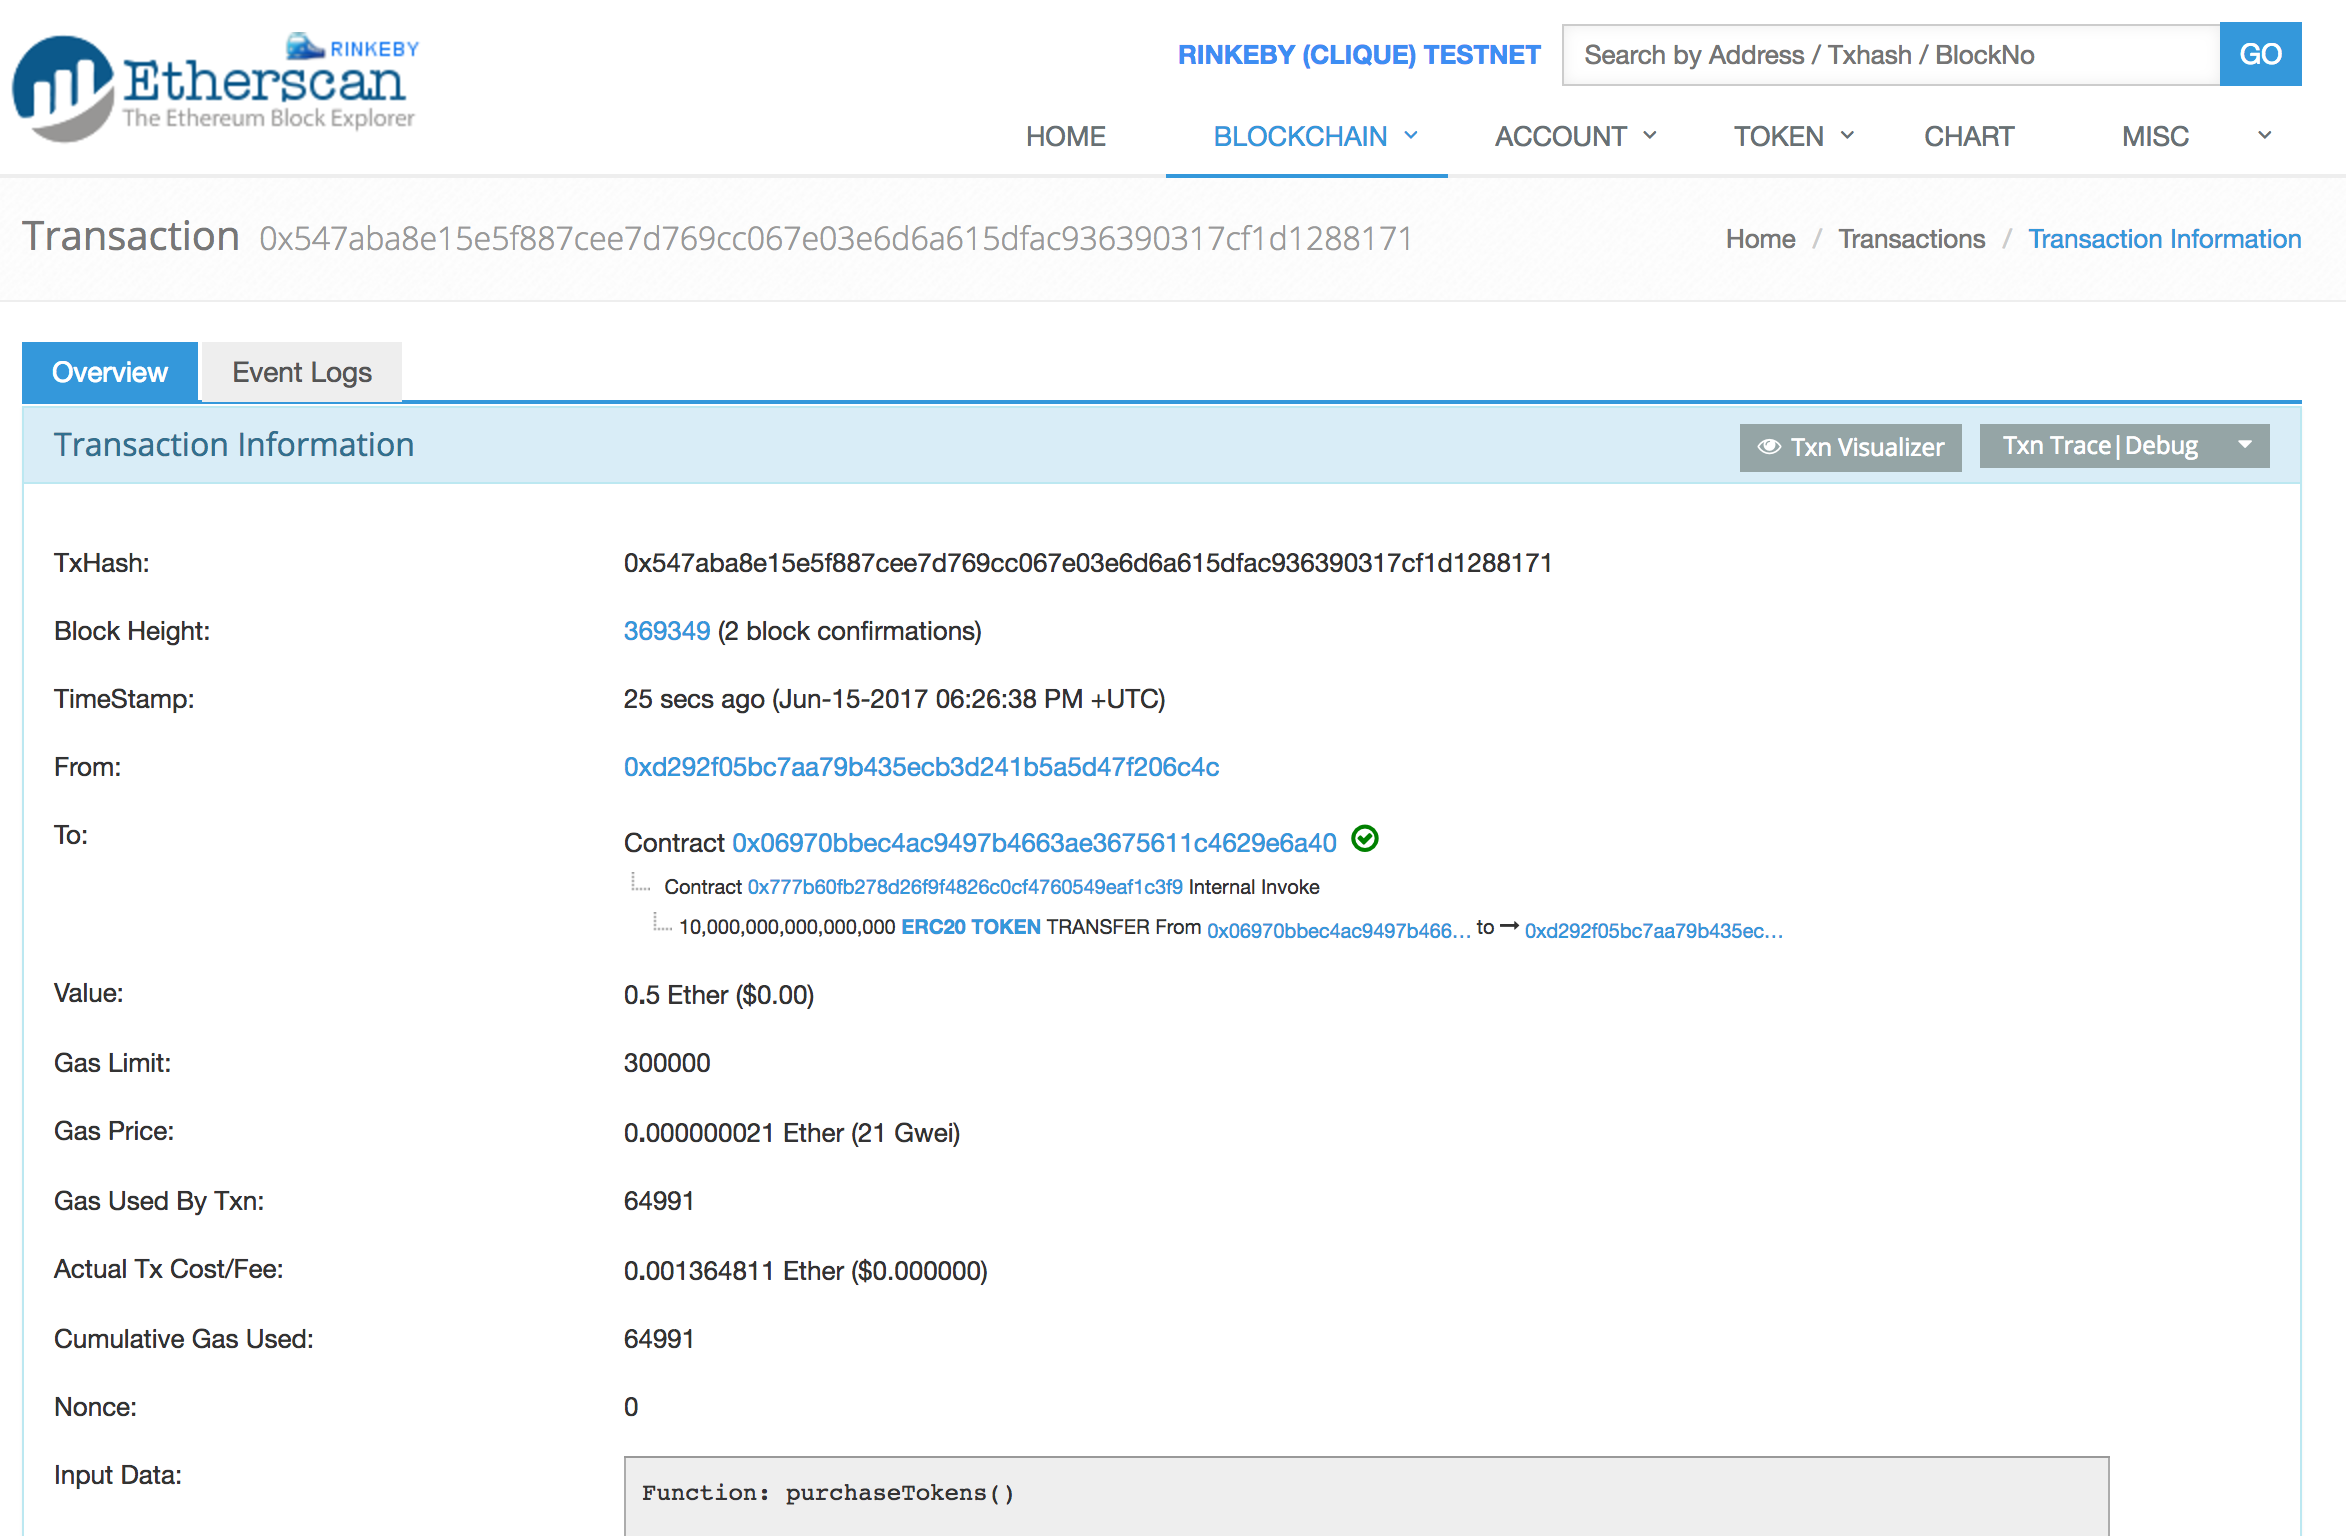 RINKEBY
Etherscan
The Ethereum Block Explorer
RINKEBY (CLIQUE) TESTNET
Search by Address / Txhash / BlockNo
GO
HOME BLOCKCHAIN ACCOUNT TOKEN CHART MISC
Transaction 0x547aba8e15e5f887cee7d769cc067e03e6d6a615dfac936390317cf1d1288171
Home / Transactions / Transaction Information
Overview Event Logs
Transaction Information
Txn Visualizer Txn Trace|Debug
TxHash: 0x547aba8e15e5f887cee7d769cc067e03e6d6a615dfac936390317cf1d1288171
Block Height: 369349 (2 block confirmations)
TimeStamp: 25 secs ago (Jun-15-2017 06:26:38 PM +UTC)
From: 0xd292f05bc7aa79b435ecb3d241b5a5d47f206c4c
To: Contract 0x06970bbec4ac9497b4663ae3675611c4629e6a40
Contract 0x777b60fb278d26f9f4826c0cf4760549eaf1c3f9 Internal Invoke
10,000,000,000,000,000 ERC20 TOKEN TRANSFER From 0x06970bbec4ac9497b466... to → 0xd292f05bc7aa79b435ec...
Value: 0.5 Ether ($0.00)
Gas Limit: 300000
Gas Price: 0.000000021 Ether (21 Gwei)
Gas Used By Txn: 64991
Actual Tx Cost/Fee: 0.001364811 Ether ($0.000000)
Cumulative Gas Used: 64991
Nonce: 0
Input Data: Function: purchaseTokens()